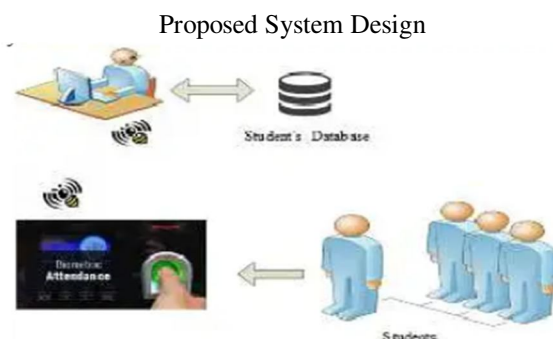 Proposed System Design
Student's Database
Biometric
Attendance
Students